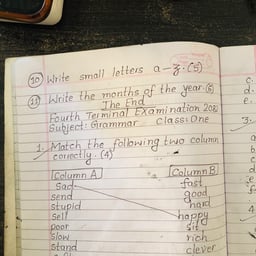 10) Write small letters a-z. (5)
11) Write the months of the year. (6)
The End
Fourth Terminal Examination
Subject: Grammar Class: One
1. Match the following two column
correctly. (4)
Column A Column B
Sad fast
send good
stupid hard
sell happy
poor sit
slow rich
stand clever
c.
d.
e.
3.
a
b
c
d
e
f
4